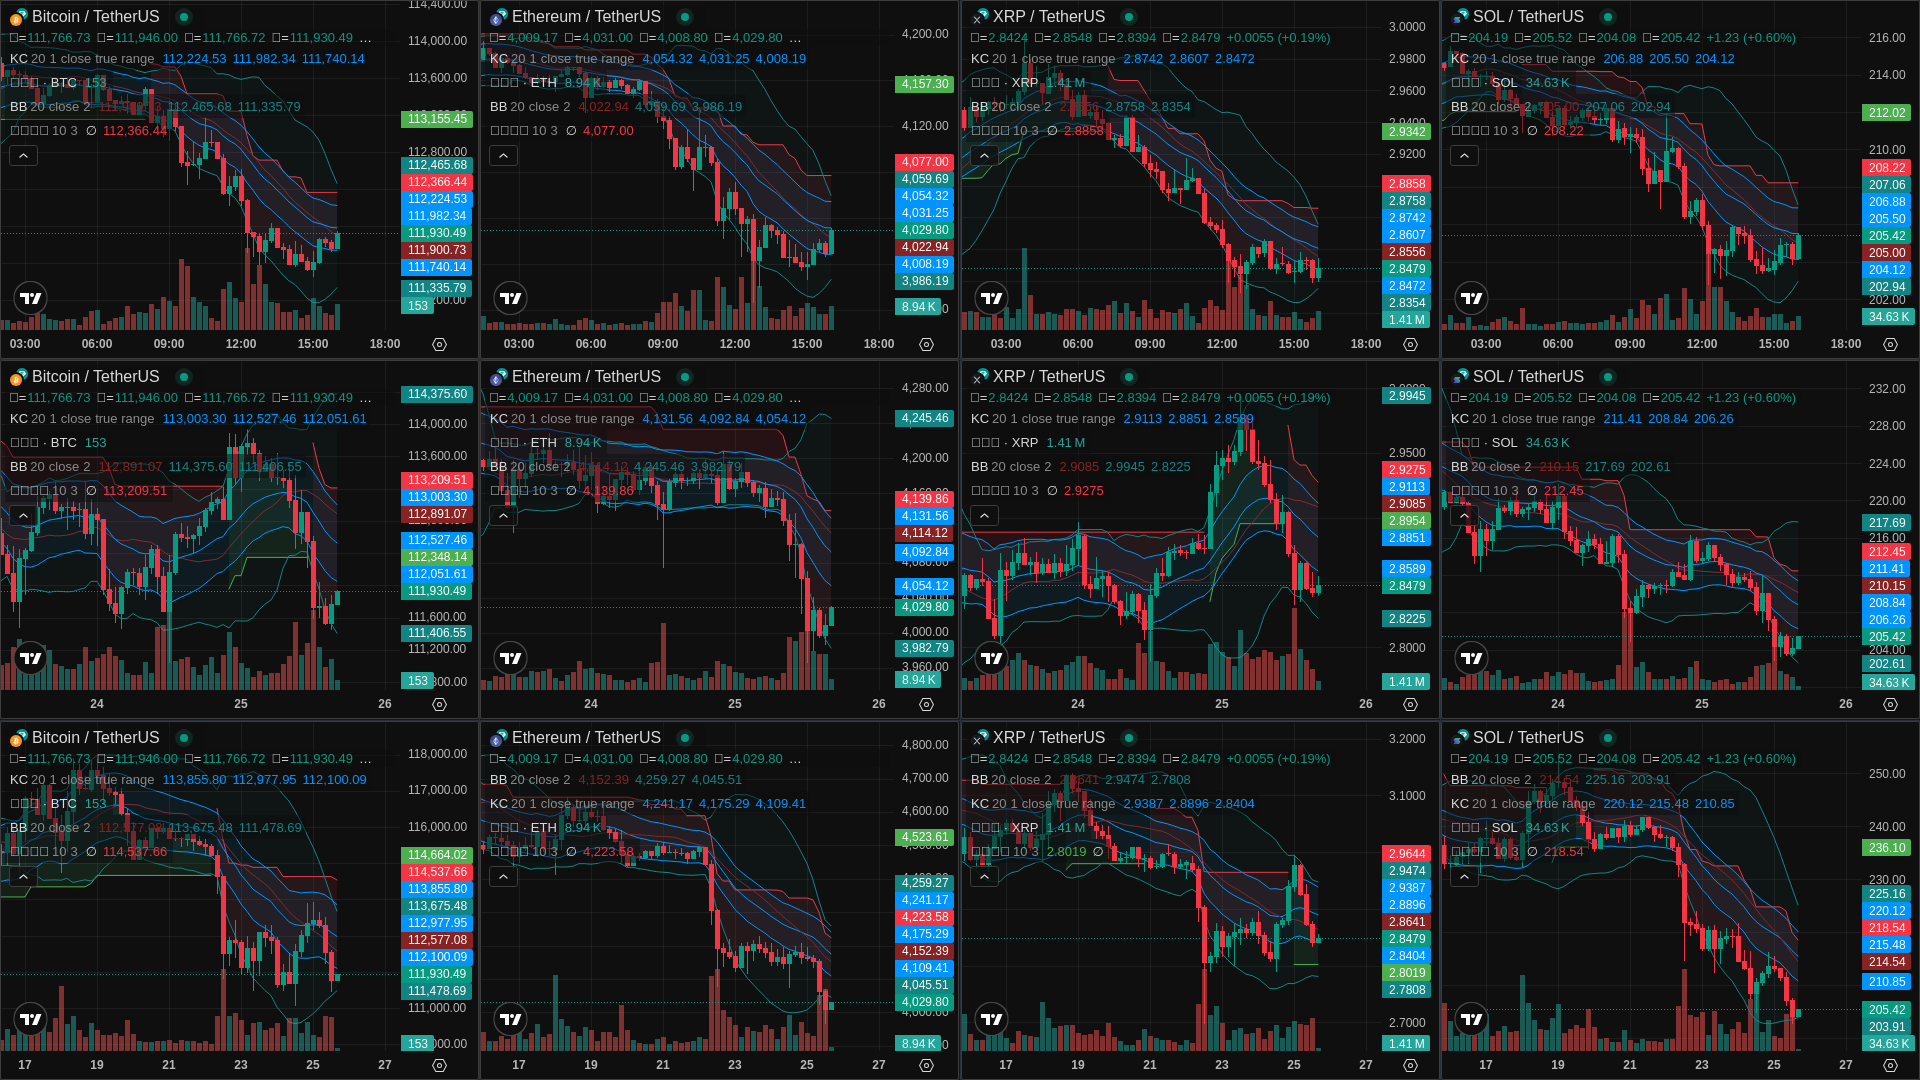 Bitcoin / TetherUS
=111,766.73 =111,946.00 =111,766.72 =111,930.49 ...
KC 20 1 close true range 112,224.53 111,982.34 111,740.14
· BTC 153
BB 20 close 2 112,465.68 111,335.79
10 3 ∅ 112,366.44
114,400.00
114,000.00
113,600.00
113,155.45
112,800.00
112,465.68
112,366.44
112,224.53
111,982.34
111,930.49
111,900.73
111,740.14
111,335.79
153
03:00 06:00 09:00 12:00 15:00 18:00
Ethereum / TetherUS
=4,009.17 =4,031.00 =4,008.80 =4,029.80 ...
KC 20 1 close true range 4,054.32 4,031.25 4,008.19
· ETH 8.94 K
BB 20 close 2 4,022.94 4,059.69 3,986.19
10 3 ∅ 4,077.00
4,200.00
4,157.30
4,120.00
4,077.00
4,059.69
4,054.32
4,031.25
4,029.80
4,022.94
4,008.19
3,986.19
8.94 K
03:00 06:00 09:00 12:00 15:00 18:00
XRP / TetherUS
=2.8424 =2.8548 =2.8394 =2.8479 +0.0055 (+0.19%)
KC 20 1 close true range 2.8742 2.8607 2.8472
· XRP 1.41 M
BB 20 close 2 2.8556 2.8758 2.8354
10 3 ∅ 2.8858
3.0000
2.9800
2.9600
2.9400
2.9342
2.9200
2.8858
2.8758
2.8742
2.8607
2.8556
2.8479
2.8472
2.8354
1.41 M
03:00 06:00 09:00 12:00 15:00 18:00
SOL / TetherUS
=204.19 =205.52 =204.08 =205.42 +1.23 (+0.60%)
KC 20 1 close true range 206.88 205.50 204.12
· SOL 34.63 K
BB 20 close 2 205.00 207.06 202.94
10 3 ∅ 208.22
216.00
214.00
212.02
210.00
208.22
207.06
206.88
205.50
205.42
205.00
204.12
202.94
202.00
34.63 K
03:00 06:00 09:00 12:00 15:00 18:00
Bitcoin / TetherUS
=111,766.73 =111,946.00 =111,766.72 =111,930.49 ...
KC 20 1 close true range 113,003.30 112,527.46 112,051.61
· BTC 153
BB 20 close 2 112,891.07 114,375.60 111,406.55
10 3 ∅ 113,209.51
114,375.60
114,000.00
113,600.00
113,209.51
113,003.30
112,891.07
112,527.46
112,348.14
112,051.61
111,930.49
111,600.00
111,406.55
111,200.00
153
24 25 26
Ethereum / TetherUS
=4,009.17 =4,031.00 =4,008.80 =4,029.80 ...
KC 20 1 close true range 4,131.56 4,092.84 4,054.12
· ETH 8.94 K
BB 20 close 2 4,114.12 4,245.46 3,982.79
10 3 ∅ 4,139.86
4,280.00
4,245.46
4,200.00
4,139.86
4,131.56
4,114.12
4,092.84
4,080.00
4,054.12
4,040.00
4,029.80
4,000.00
3,982.79
3,960.00
8.94 K
24 25 26
XRP / TetherUS
=2.8424 =2.8548 =2.8394 =2.8479 +0.0055 (+0.19%)
KC 20 1 close true range 2.9113 2.8851 2.8589
· XRP 1.41 M
BB 20 close 2 2.9085 2.9945 2.8225
10 3 ∅ 2.9275
2.9945
2.9500
2.9275
2.9113
2.9085
2.8954
2.8851
2.8589
2.8479
2.8225
2.8000
1.41 M
24 25 26
SOL / TetherUS
=204.19 =205.52 =204.08 =205.42 +1.23 (+0.60%)
KC 20 1 close true range 211.41 208.84 206.26
· SOL 34.63 K
BB 20 close 2 210.15 217.69 202.61
10 3 ∅ 212.45
232.00
228.00
224.00
220.00
217.69
216.00
212.45
211.41
210.15
208.84
206.26
205.42
204.00
202.61
34.63 K
24 25 26
Bitcoin / TetherUS
=111,766.73 =111,946.00 =111,766.72 =111,930.49 ...
KC 20 1 close true range 113,855.80 112,977.95 112,100.09
· BTC 153
BB 20 close 2 112,577.08 113,675.48 111,478.69
10 3 ∅ 114,537.66
118,000.00
117,000.00
116,000.00
114,664.02
114,537.66
113,855.80
113,675.48
112,977.95
112,577.08
112,100.09
111,930.49
111,478.69
111,000.00
153
17 19 21 23 25 27
Ethereum / TetherUS
=4,009.17 =4,031.00 =4,008.80 =4,029.80 ...
BB 20 close 2 4,152.39 4,259.27 4,045.51
KC 20 1 close true range 4,241.17 4,175.29 4,109.41
· ETH 8.94 K
10 3 ∅ 4,223.58
4,800.00
4,700.00
4,600.00
4,523.61
4,259.27
4,241.17
4,223.58
4,175.29
4,152.39
4,109.41
4,045.51
4,029.80
4,000.00
8.94 K
17 19 21 23 25 27
XRP / TetherUS
=2.8424 =2.8548 =2.8394 =2.8479 +0.0055 (+0.19%)
BB 20 close 2 2.8641 2.9474 2.7808
KC 20 1 close true range 2.9387 2.8896 2.8404
· XRP 1.41 M
10 3 2.8019 ∅
3.2000
3.1000
2.9644
2.9474
2.9387
2.8896
2.8641
2.8479
2.8404
2.8019
2.7808
2.7000
1.41 M
17 19 21 23 25 27
SOL / TetherUS
=204.19 =205.52 =204.08 =205.42 +1.23 (+0.60%)
BB 20 close 2 214.54 225.16 203.91
KC 20 1 close true range 220.12 215.48 210.85
· SOL 34.63 K
10 3 ∅ 218.54
250.00
240.00
236.10
230.00
225.16
220.12
218.54
215.48
214.54
210.85
205.42
203.91
34.63 K
17 19 21 23 25 27